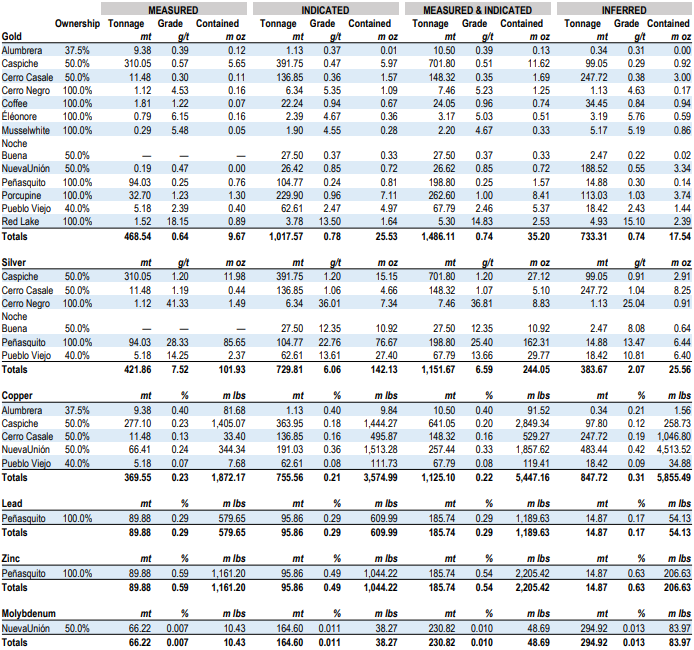 MEASURED INDICATED MEASURED & INDICATED INFERRED
Ownership Tonnage Grade Contained Tonnage Grade Contained Tonnage Grade Contained Tonnage Grade Contained
Gold mt g/t m oz mt g/t m oz mt g/t m oz mt g/t m oz
Alumbrera 37.5% 9.38 0.39 0.12 1.13 0.37 0.01 10.50 0.39 0.13 0.34 0.31 0.00
Caspiche 50.0% 310.05 0.57 5.65 391.75 0.47 5.97 701.80 0.51 11.62 99.05 0.29 0.92
Cerro Casale 50.0% 11.48 0.30 0.11 136.85 0.36 1.57 148.32 0.35 1.69 247.72 0.38 3.00
Cerro Negro 100.0% 1.12 4.53 0.16 6.34 5.35 1.09 7.46 5.23 1.25 1.13 4.63 0.17
Coffee 100.0% 1.81 1.22 0.07 22.24 0.94 0.67 24.05 0.96 0.74 34.45 0.84 0.94
Éléonore 100.0% 0.79 6.15 0.16 2.39 4.67 0.36 3.17 5.03 0.51 3.19 5.76 0.59
Musselwhite 100.0% 0.29 5.48 0.05 1.90 4.55 0.28 2.20 4.67 0.33 5.17 5.19 0.86
Noche
Buena 50.0% — — — 27.50 0.37 0.33 27.50 0.37 0.33 2.47 0.22 0.02
NuevaUnión 50.0% 0.19 0.47 0.00 26.42 0.85 0.72 26.62 0.85 0.72 188.52 0.55 3.34
Peñasquito 100.0% 94.03 0.25 0.76 104.77 0.24 0.81 198.80 0.25 1.57 14.88 0.30 0.14
Porcupine 100.0% 32.70 1.23 1.30 229.90 0.96 7.11 262.60 1.00 8.41 113.03 1.03 3.74
Pueblo Viejo 40.0% 5.18 2.39 0.40 62.61 2.47 4.97 67.79 2.46 5.37 18.42 2.43 1.44
Red Lake 100.0% 1.52 18.15 0.89 3.78 13.50 1.64 5.30 14.83 2.53 4.93 15.10 2.39
Totals 468.54 0.64 9.67 1,017.57 0.78 25.53 1,486.11 0.74 35.20 733.31 0.74 17.54
Silver mt g/t m oz mt g/t m oz mt g/t m oz mt g/t m oz
Caspiche 50.0% 310.05 1.20 11.98 391.75 1.20 15.15 701.80 1.20 27.12 99.05 0.91 2.91
Cerro Casale 50.0% 11.48 1.19 0.44 136.85 1.06 4.66 148.32 1.07 5.10 247.72 1.04 8.25
Cerro Negro 100.0% 1.12 41.33 1.49 6.34 36.01 7.34 7.46 36.81 8.83 1.13 25.04 0.91
Noche
Buena 50.0% — — — 27.50 12.35 10.92 27.50 12.35 10.92 2.47 8.08 0.64
Peñasquito 100.0% 94.03 28.33 85.65 104.77 22.76 76.67 198.80 25.40 162.31 14.88 13.47 6.44
Pueblo Viejo 40.0% 5.18 14.25 2.37 62.61 13.61 27.40 67.79 13.66 29.77 18.42 10.81 6.40
Totals 421.86 7.52 101.93 729.81 6.06 142.13 1,151.67 6.59 244.05 383.67 2.07 25.56
Copper mt % m lbs mt % m lbs mt % m lbs mt % m lbs
Alumbrera 37.5% 9.38 0.40 81.68 1.13 0.40 9.84 10.50 0.40 91.52 0.34 0.21 1.56
Caspiche 50.0% 277.10 0.23 1,405.07 363.95 0.18 1,444.27 641.05 0.20 2,849.34 97.80 0.12 258.73
Cerro Casale 50.0% 11.48 0.13 33.40 136.85 0.16 495.87 148.32 0.16 529.27 247.72 0.19 1,046.80
NuevaUnión 50.0% 66.41 0.24 344.34 191.03 0.36 1,513.28 257.44 0.33 1,857.62 483.44 0.42 4,513.52
Pueblo Viejo 40.0% 5.18 0.07 7.68 62.61 0.08 111.73 67.79 0.08 119.41 18.42 0.09 34.88
Totals 369.55 0.23 1,872.17 755.56 0.21 3,574.99 1,125.10 0.22 5,447.16 847.72 0.31 5,855.49
Lead mt % m lbs mt % m lbs mt % m lbs mt % m lbs
Peñasquito 100.0% 89.88 0.29 579.65 95.86 0.29 609.99 185.74 0.29 1,189.63 14.87 0.17 54.13
Totals 89.88 0.29 579.65 95.86 0.29 609.99 185.74 0.29 1,189.63 14.87 0.17 54.13
Zinc mt % m lbs mt % m lbs mt % m lbs mt % m lbs
Peñasquito 100.0% 89.88 0.59 1,161.20 95.86 0.49 1,044.22 185.74 0.54 2,205.42 14.87 0.63 206.63
Totals 89.88 0.59 1,161.20 95.86 0.49 1,044.22 185.74 0.54 2,205.42 14.87 0.63 206.63
Molybdenum mt % m lbs mt % m lbs mt % m lbs mt % m lbs
NuevaUnión 50.0% 66.22 0.007 10.43 164.60 0.011 38.27 230.82 0.010 48.69 294.92 0.013 83.97
Totals 66.22 0.007 10.43 164.60 0.011 38.27 230.82 0.010 48.69 294.92 0.013 83.97